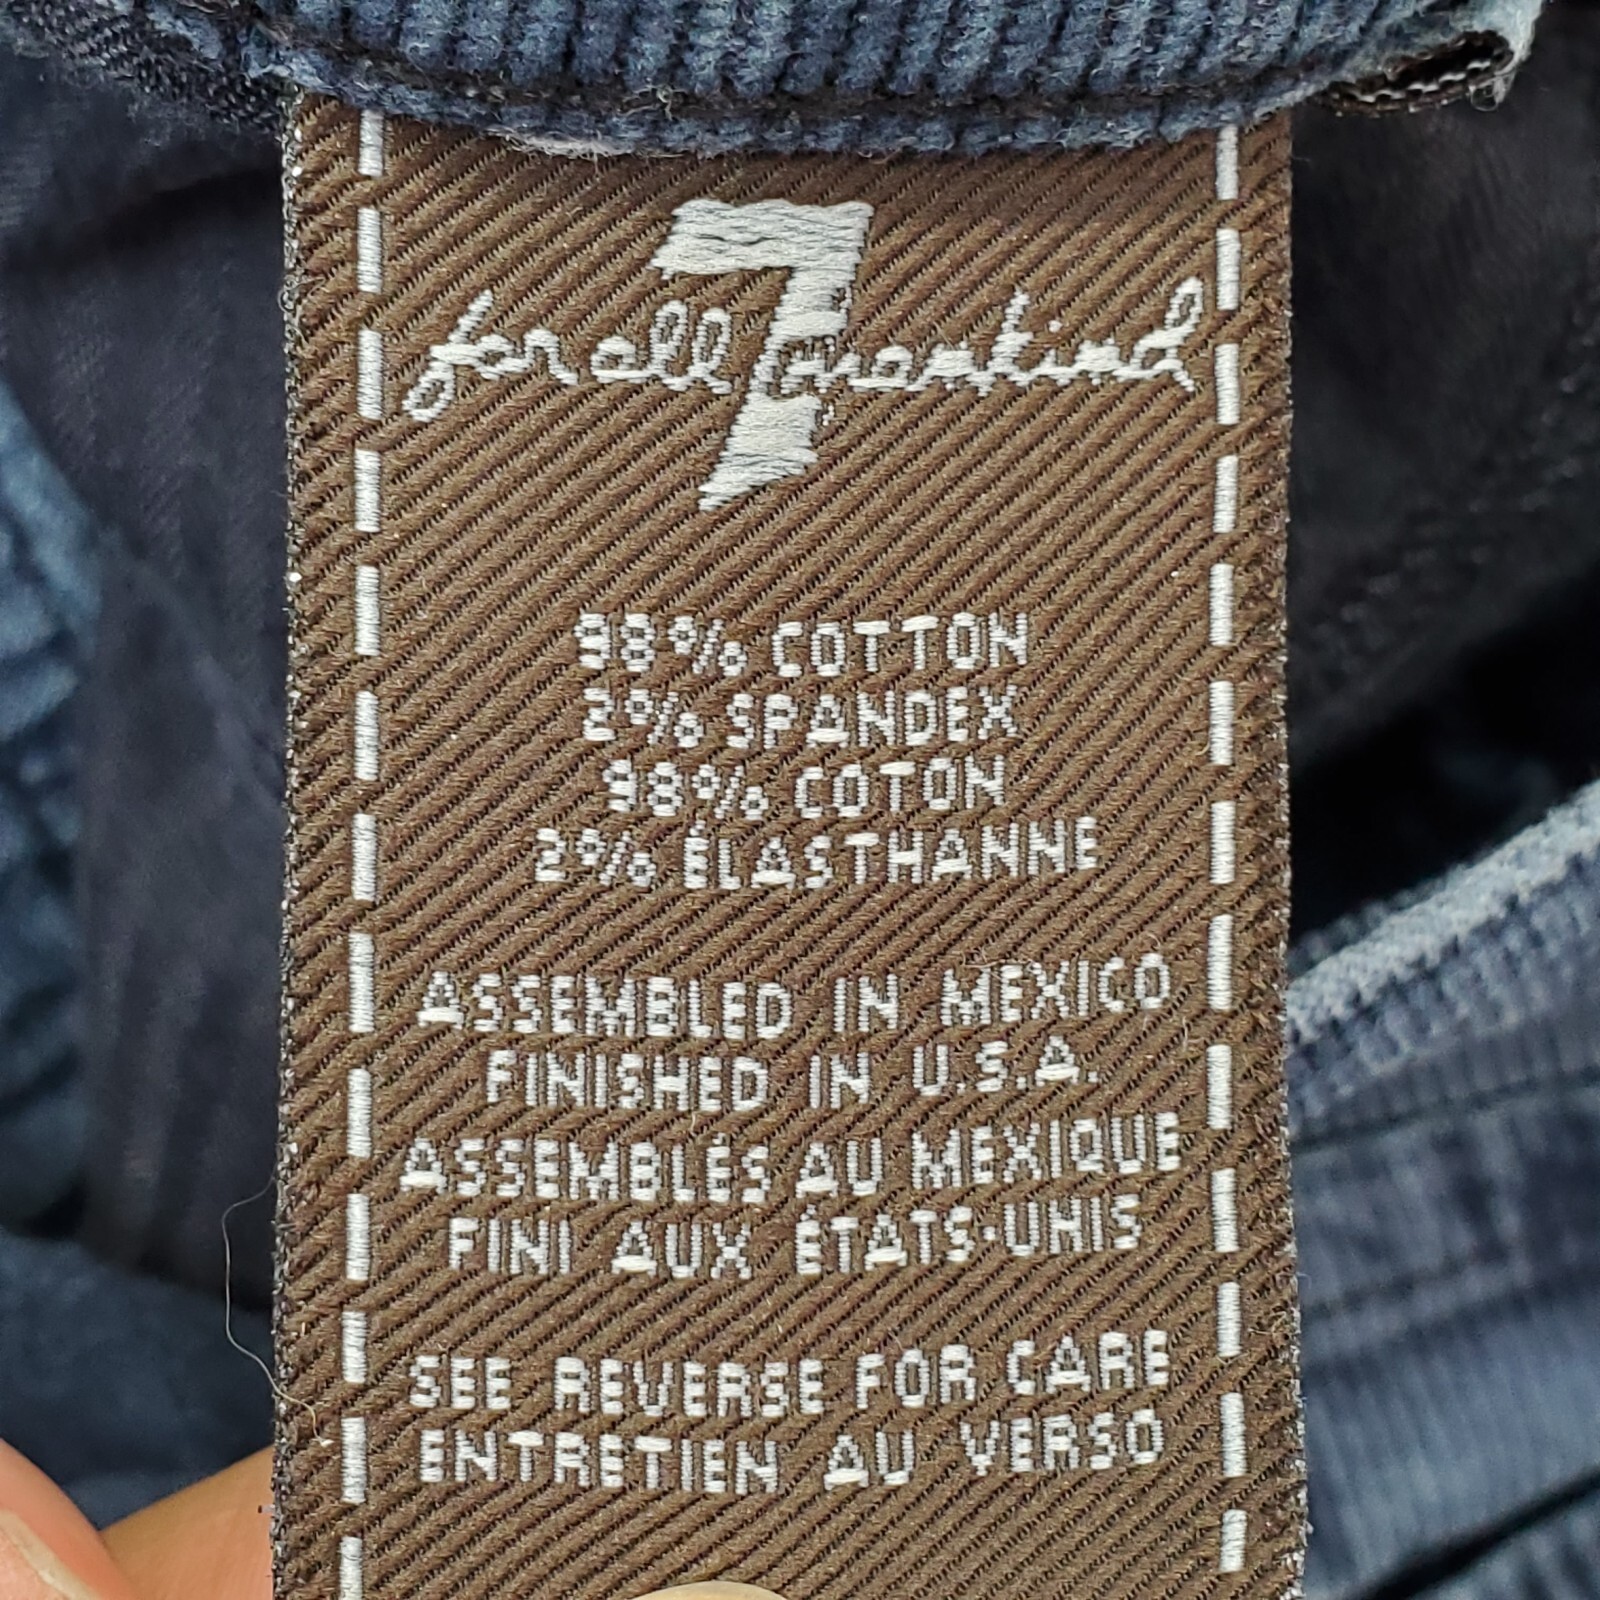 7
for all mankind
98% COTTON
2% SPANDEX
98% COTON
2% ÉLASTHANNE
ASSEMBLED IN MEXICO
FINISHED IN U.S.A.
ASSEMBLÉS AU MEXIQUE
FINI AUX ÉTATS-UNIS
SEE REVERSE FOR CARE
ENTRETIEN AU VERSO